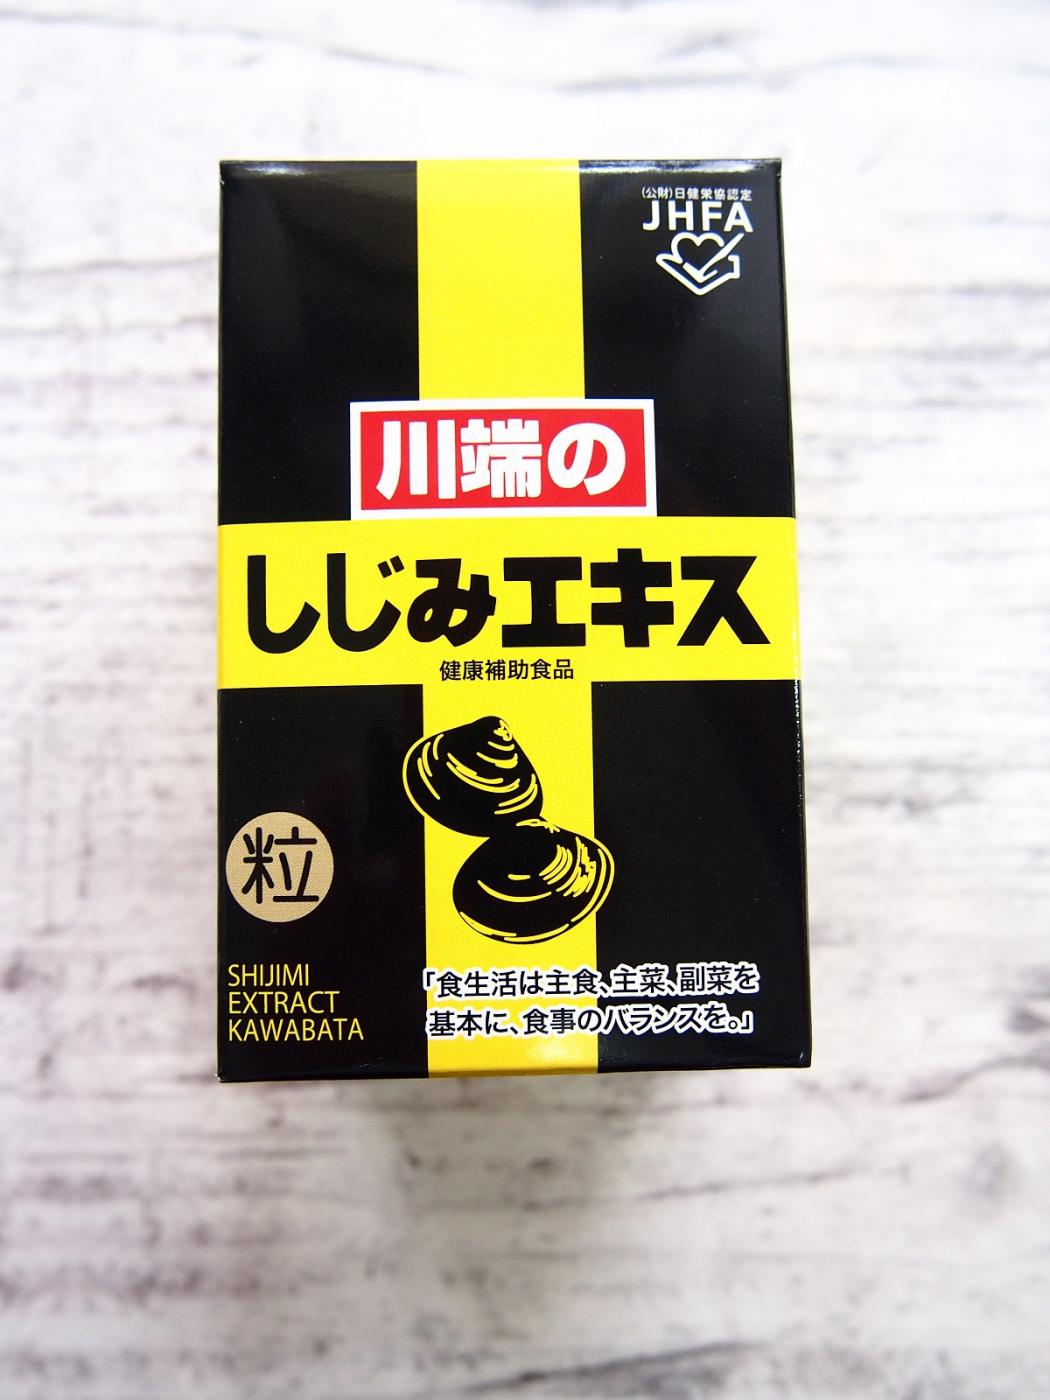 (公財)日健栄協認定
JHFA
川端の
しじみエキス
健康補助食品
粒
SHIJIMI
EXTRACT
KAWABATA
「食生活は主食、主菜、副菜を
基本に、食事のバランスを。」